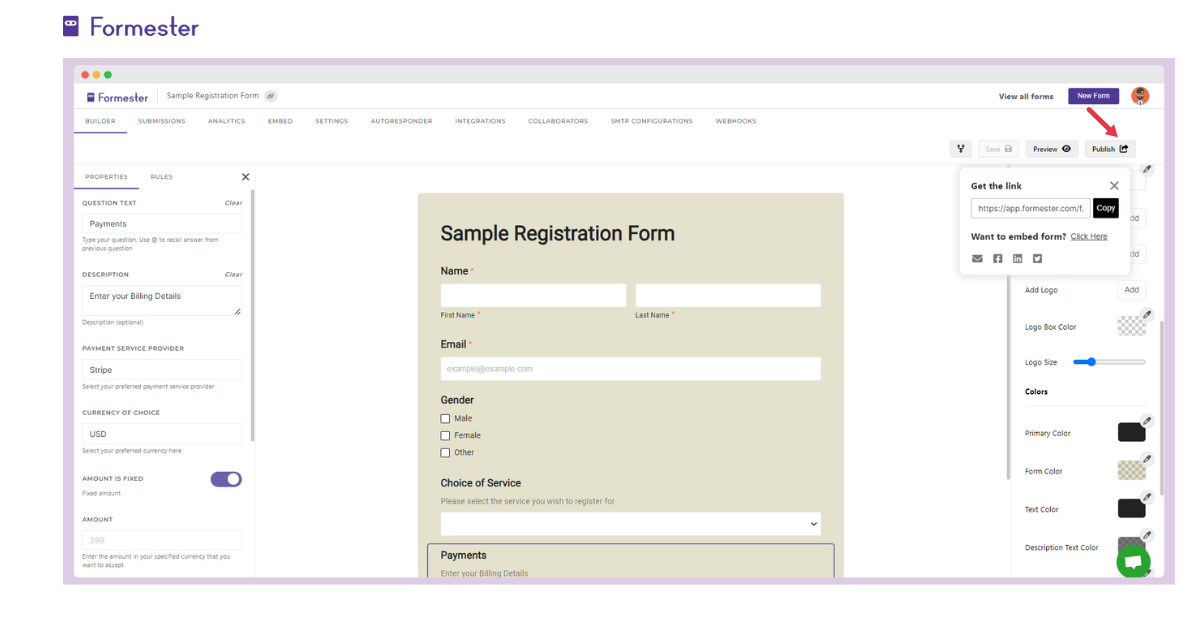 Formester
Formester
Sample Registration Form
View all forms
New Form
BUILDER
SUBMISSIONS
ANALYTICS
EMBED
SETTINGS
AUTORESPONDER
INTEGRATIONS
COLLABORATORS
SMTP CONFIGURATIONS
WEBHOOKS
Save
Preview
Publish
PROPERTIES
RULES
QUESTION TEXT
Clear
Payments
Type your question. Use @ to recall answer from
previous question
DESCRIPTION
Clear
Enter your Billing Details
Description (optional)
PAYMENT SERVICE PROVIDER
Stripe
Select your preferred payment service provider
CURRENCY OF CHOICE
USD
Select your preferred currency here
AMOUNT IS FIXED
Fixed amount
AMOUNT
299
Enter the amount in your specified currency that you
want to accept
Sample Registration Form
Name *
First Name *
Last Name *
Email *
example@example.com
Gender
Male
Female
Other
Choice of Service
Please select the service you wish to register for
Payments
Enter your Billing Details
Get the link
https://app.formester.com/f,
Copy
Want to embed form? Click Here
Add Logo
Add
Logo Box Color
Logo Size
Colors
Primary Color
Form Color
Text Color
Description Text Color